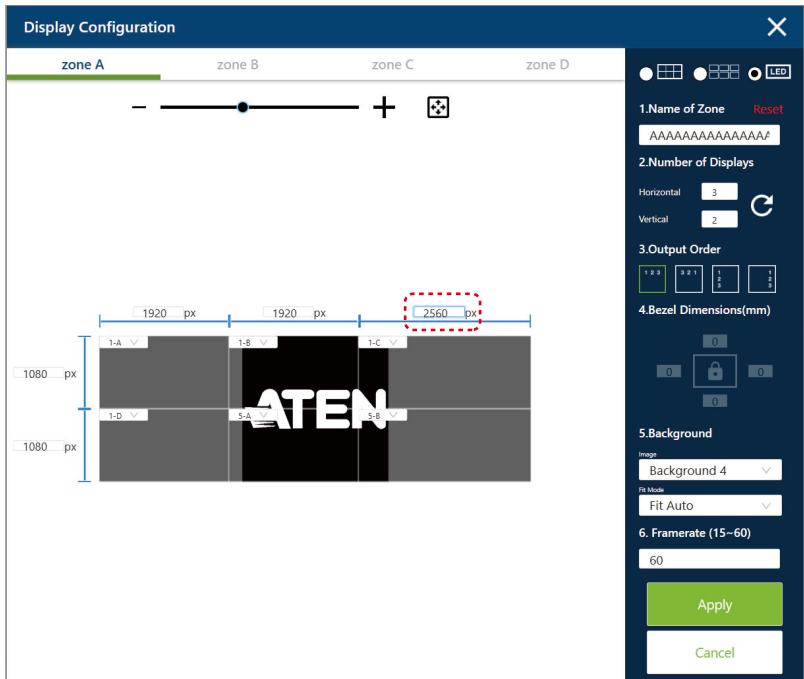 Display Configuration
zone A zone B zone C zone D
LED
1.Name of Zone Reset
AAAAAAAAAAAAAAA
2.Number of Displays
Horizontal 3
Vertical 2
3.Output Order
1 2 3 3 2 1 1 2 3 1 2 3
4.Bezel Dimensions(mm)
0
0 0
0
5.Background
Image
Background 4
Fit Mode
Fit Auto
6. Framerate (15~60)
60
Apply
Cancel
1920 px 1920 px 2560 px
1-A 1-B 1-C
1080 px
ATEN
1-D 5-A 5-B
1080 px